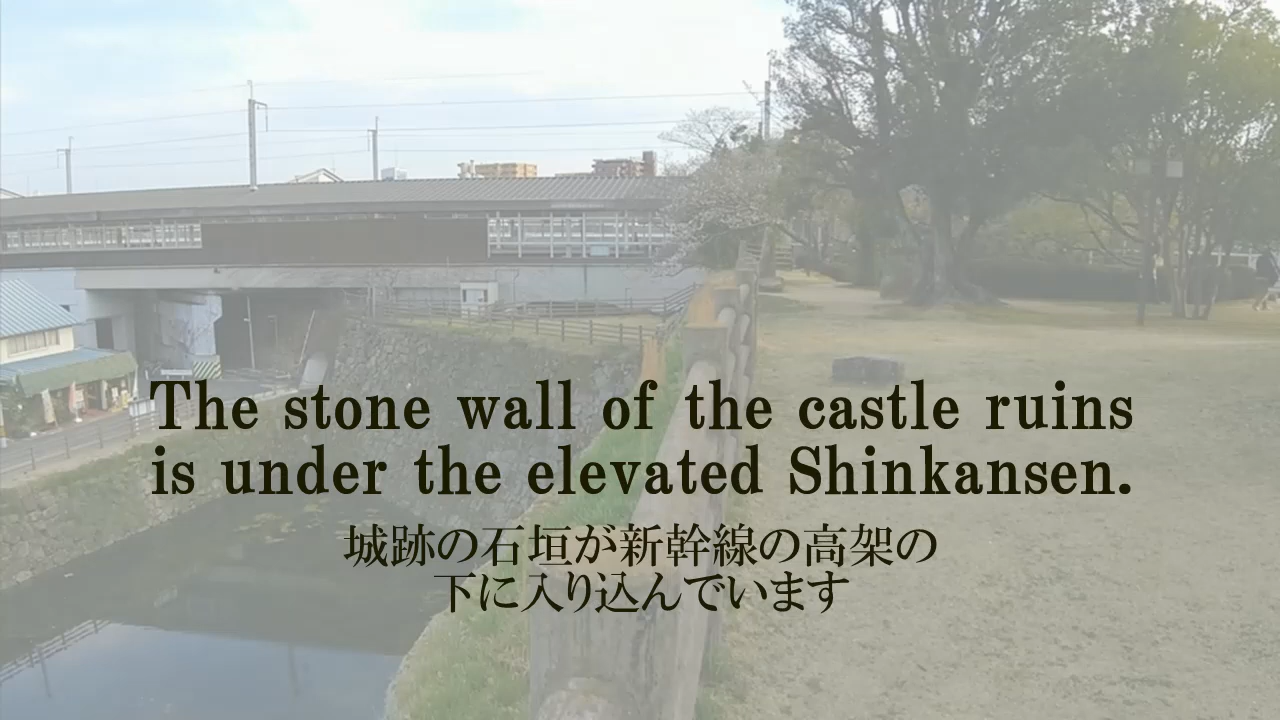 The stone wall of the castle ruins
is under the elevated Shinkansen.
城跡の石垣が新幹線の高架の
下に入り込んでいます